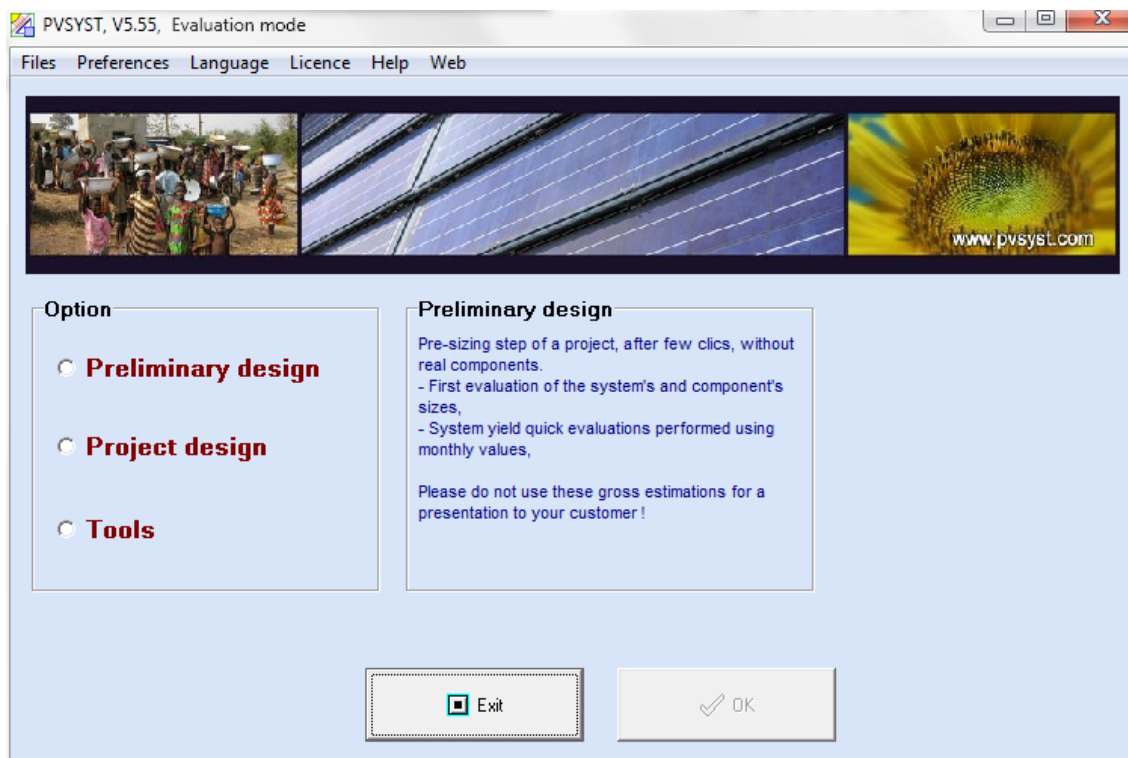 PVSYST, V5.55, Evaluation mode
Files Preferences Language Licence Help Web
www.pvsyst.com
Option
Preliminary design
Project design
Tools
Preliminary design
Pre-sizing step of a project, after few clics, without
real components.
- First evaluation of the system's and component's
sizes,
- System yield quick evaluations performed using
monthly values,
Please do not use these gross estimations for a
presentation to your customer !
Exit
OK